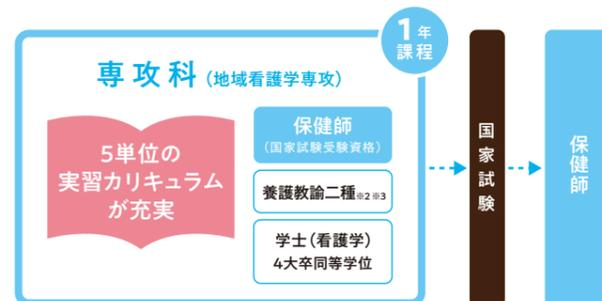 1年
課程
専攻科（地域看護学専攻）
5単位の
実習カリキュラム
が充実
保健師
（国家試験受験資格）
養護教諭二種※2 ※3
学士（看護学）
4大卒同等学位
国家試験
保健師